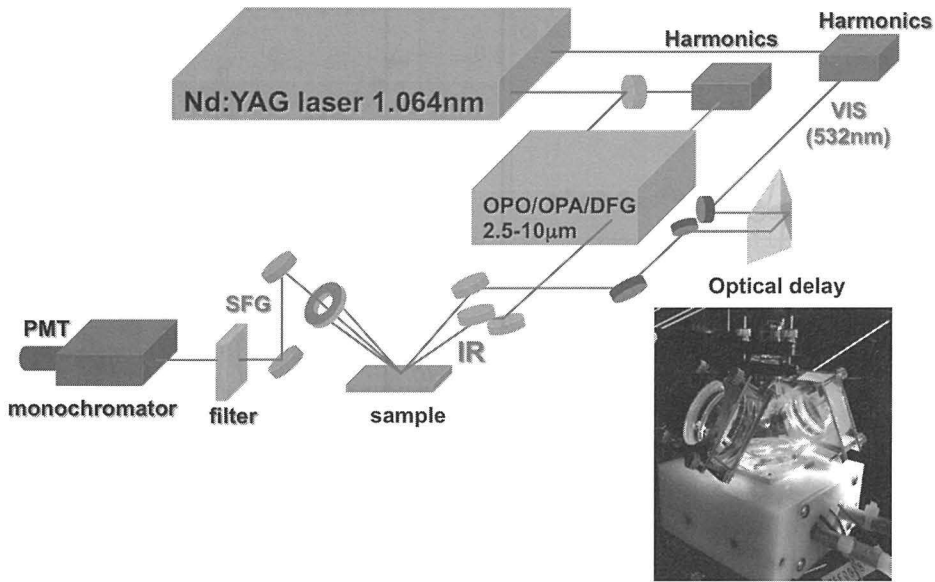 Harmonics
Harmonics
Nd:YAG laser 1.064nm
VIS
(532nm)
OPO/OPA/DFG
2.5-10μm
Optical delay
SFG
PMT
IR
monochromator
filter
sample